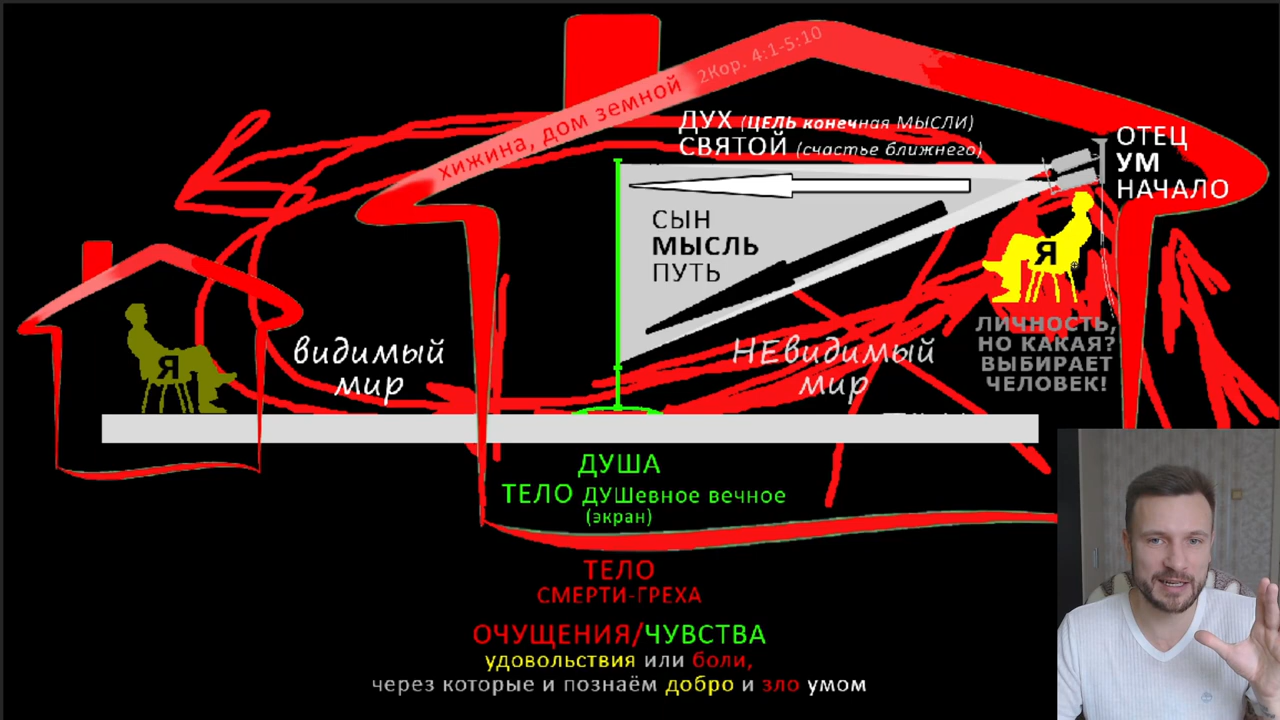 хижина, дом земной 2Кор. 4:1-5:10
ДУХ (ЦЕЛЬ конечная МЫСЛИ)
СВЯТОЙ (счастье ближнего)
ОТЕЦ
УМ
НАЧАЛО
СЫН
МЫСЛЬ
ПУТЬ
Я
ЛИЧНОСТЬ,
НО КАКАЯ?
ВЫБИРАЕТ
ЧЕЛОВЕК!
Я
видимый
мир
НЕвидимый
мир
ДУША
ТЕЛО ДУШевное вечное
(экран)
ТЕЛО
СМЕРТИ-ГРЕХА
ОЧУЩЕНИЯ/ЧУВСТВА
удовольствия или боли,
через которые и познаём добро и зло умом